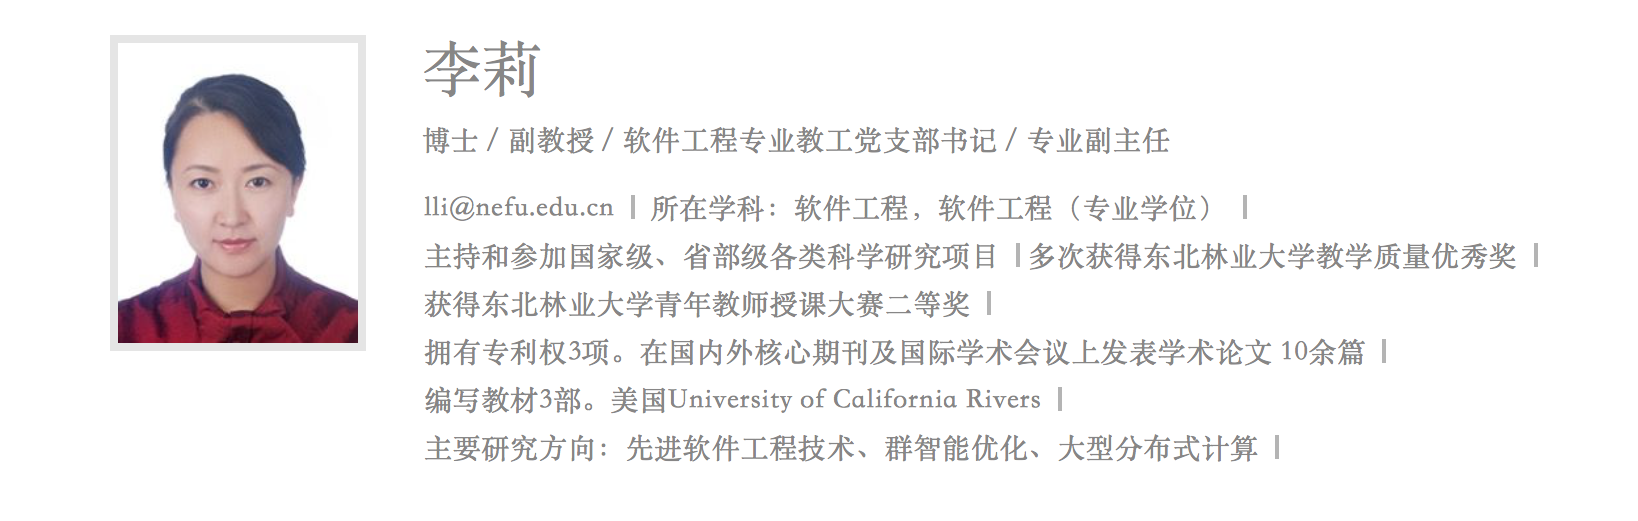 李莉
博士 / 副教授 / 软件工程专业教工党支部书记 / 专业副主任
lli@nefu.edu.cn | 所在学科：软件工程，软件工程（专业学位） |
主持和参加国家级、省部级各类科学研究项目 | 多次获得东北林业大学教学质量优秀奖 |
获得东北林业大学青年教师授课大赛二等奖 |
拥有专利权3项。在国内外核心期刊及国际学术会议上发表学术论文 10余篇 |
编写教材3部。美国University of California Rivers |
主要研究方向：先进软件工程技术、群智能优化、大型分布式计算 |